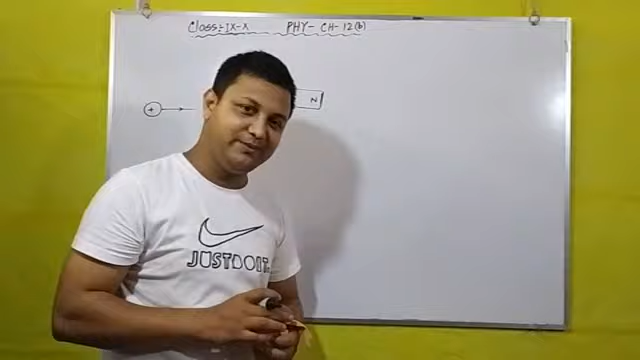 Class:- IX-X PHY- CH- 12(b)
+
N
JUST DO IT.